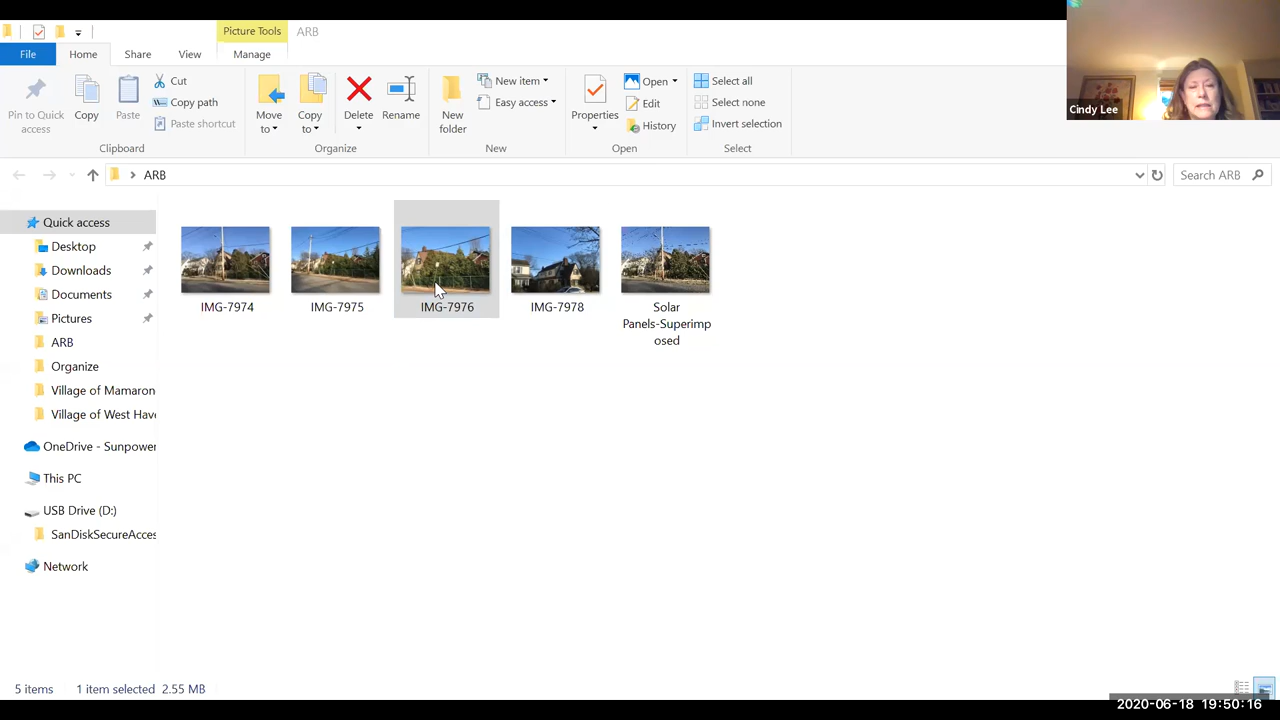 Picture Tools
ARB
File
Home
Share
View
Manage
Pin to Quick
access
Copy
Paste
Cut
Copy path
Paste shortcut
Clipboard
Move
to
Copy
to
Delete
Rename
Organize
New
folder
New item
Easy access
New
Properties
Open
Edit
History
Open
Select all
Select none
Invert selection
Select
Cindy Lee
ARB
Search ARB
Quick access
Desktop
Downloads
Documents
Pictures
ARB
Organize
Village of Mamaron
Village of West Have
OneDrive - Sunpower
This PC
USB Drive (D:)
SanDiskSecureAcces
Network
IMG-7974
IMG-7975
IMG-7976
IMG-7978
Solar
Panels-Superimp
osed
5 items
1 item selected
2.55 MB
2020-06-18 19:50:16